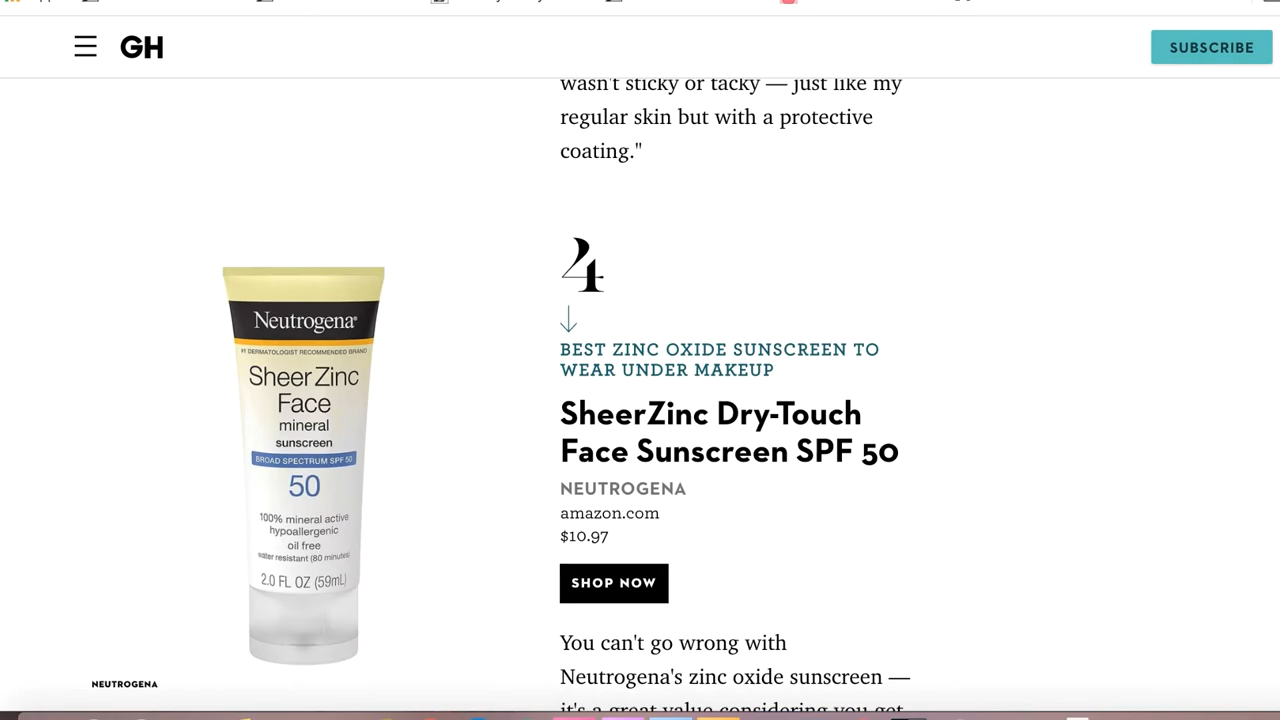 GH
SUBSCRIBE
wasn't sticky or tacky — just like my
regular skin but with a protective
coating."
4
BEST ZINC OXIDE SUNSCREEN TO
WEAR UNDER MAKEUP
SheerZinc Dry-Touch
Face Sunscreen SPF 50
NEUTROGENA
amazon.com
$10.97
SHOP NOW
You can't go wrong with
Neutrogena's zinc oxide sunscreen —
it's a great value considering you get
Neutrogena®
#1 DERMATOLOGIST RECOMMENDED BRAND
Sheer Zinc
Face
mineral
sunscreen
BROAD SPECTRUM SPF 50
50
100% mineral active
hypoallergenic
oil free
water resistant (80 minutes)
2.0 FL OZ (59mL)
NEUTROGENA